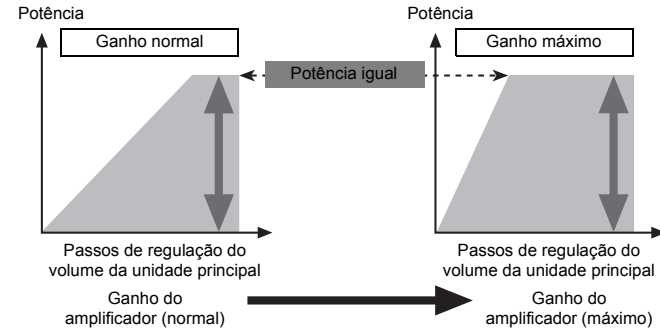 Potência
Potência
Ganho normal
Ganho máximo
Potência igual
Passos de regulação do
volume da unidade principal
Passos de regulação do
volume da unidade principal
Ganho do
amplificador (normal)
Ganho do
amplificador (máximo)